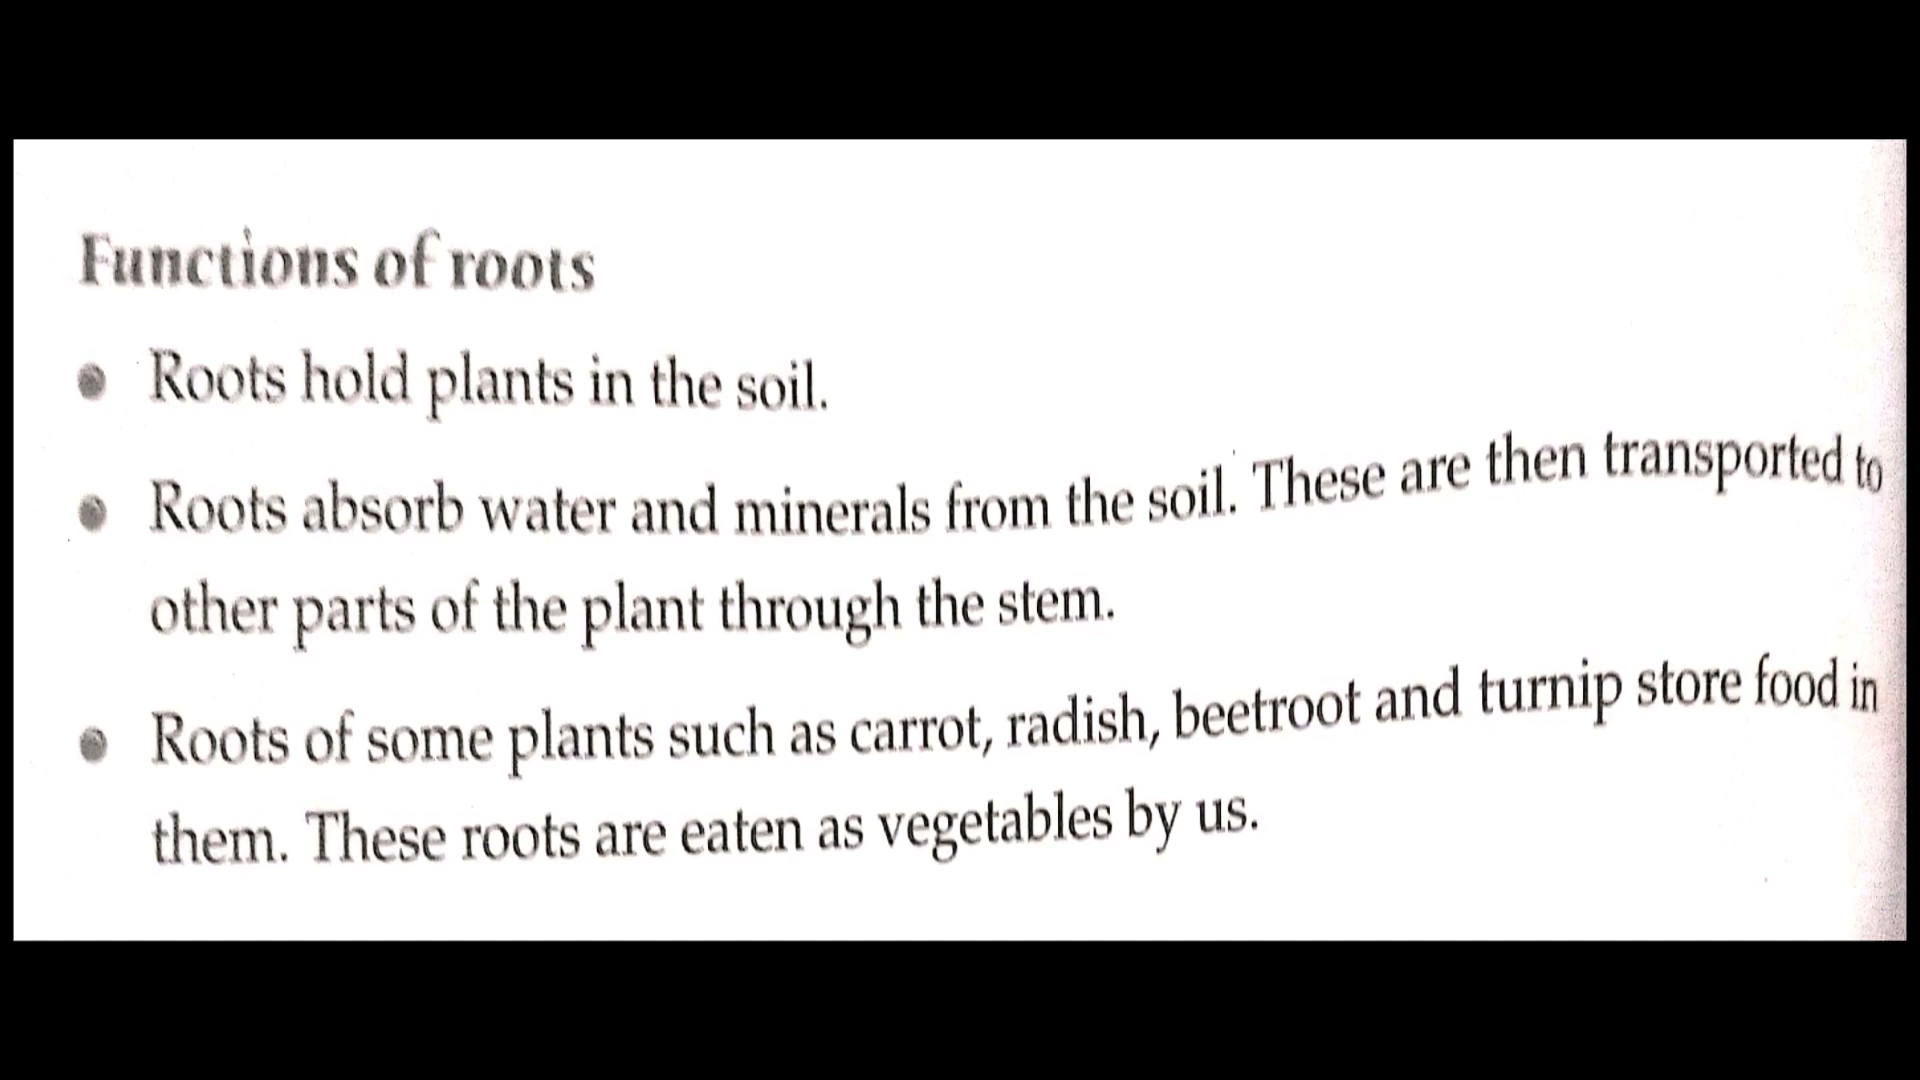 Functions of roots
• Roots hold plants in the soil.
• Roots absorb water and minerals from the soil. These are then transported to
other parts of the plant through the stem.
• Roots of some plants such as carrot, radish, beetroot and turnip store food in
them. These roots are eaten as vegetables by us.